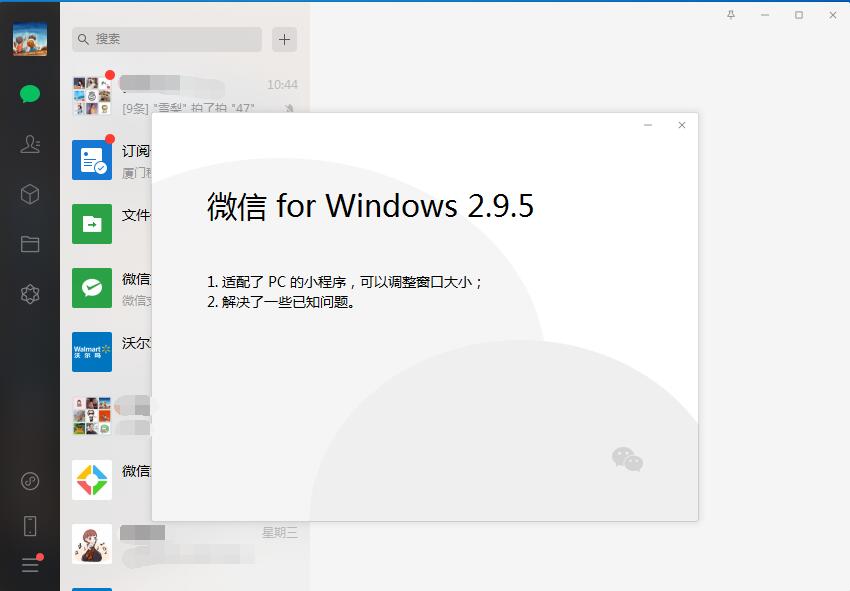 搜索
10:44
[9条] "雪梨" 拍了拍 "47"
订阅
厦门
文件
微信
微信支
Walmart
沃尔玛
沃尔
微信
星期三
微信 for Windows 2.9.5
1. 适配了 PC 的小程序，可以调整窗口大小；
2. 解决了一些已知问题。